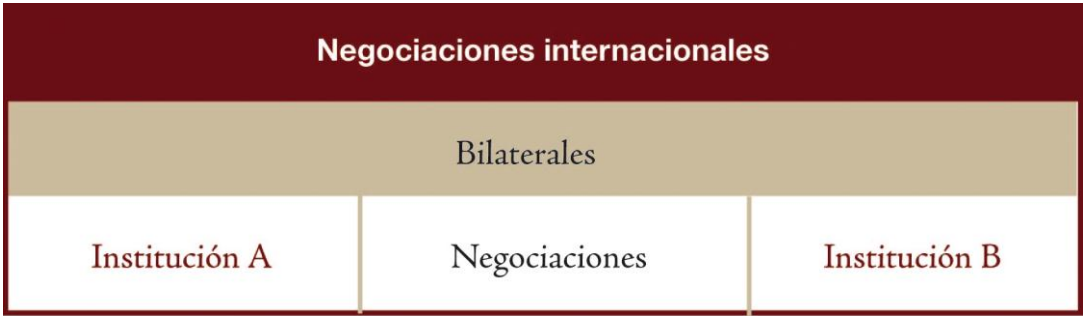 Negociaciones internacionales
Bilaterales
Institución A
Negociaciones
Institución B